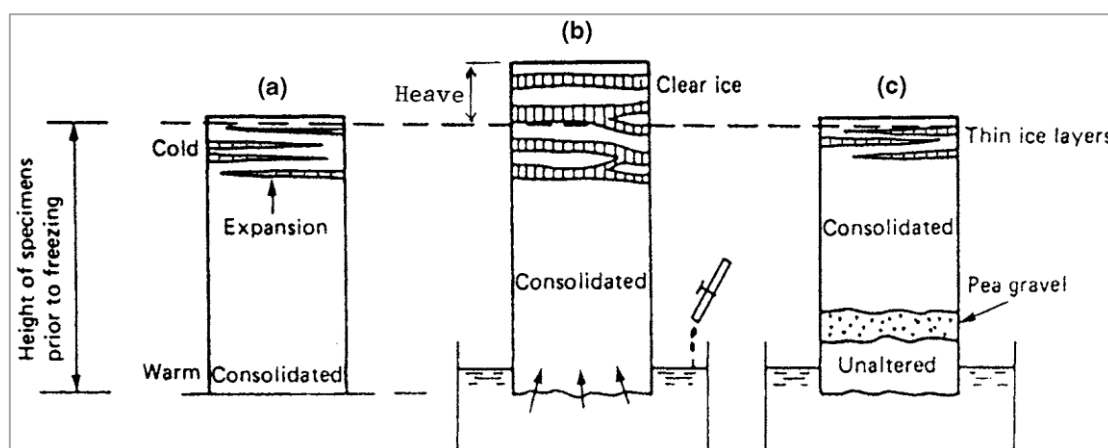 (a)
(b)
(c)
Heave
Clear ice
Cold
Thin ice layers
Expansion
Height of specimens
prior to freezing
Consolidated
Consolidated
Pea gravel
Warm
Consolidated
Unaltered